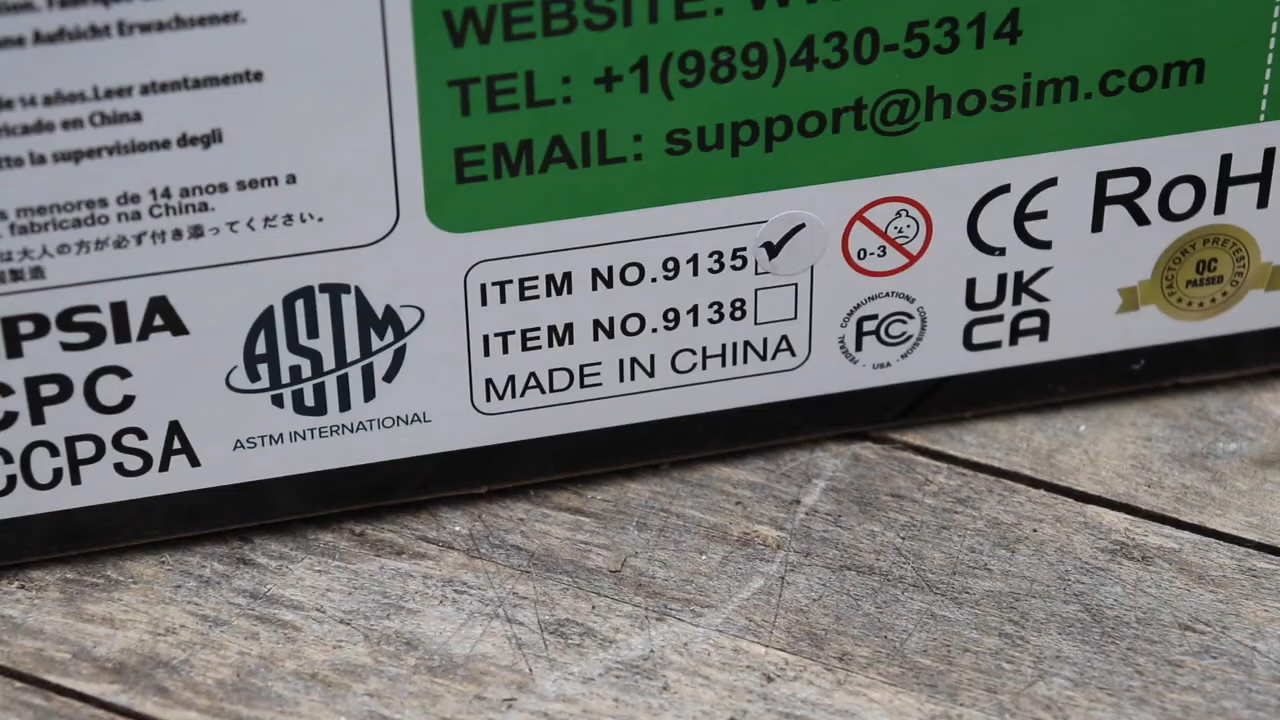 ne Aufsicht Erwachsener.
de 14 años.Leer atentamente
ricado en China
tto la supervisione degli
s menores de 14 anos sem a
fabricado na China.
は大人の方が必ず付き添ってください。
製造
WEBSITE: WW
TEL: +1(989)430-5314
EMAIL: support@hosim.com
PSIA
CPC
CCPSA
ASTM
ASTM INTERNATIONAL
ITEM NO.9135 ✓
ITEM NO.9138
MADE IN CHINA
0-3
FEDERAL COMMUNICATIONS COMMISSION
FC
· USA ·
CE
UK
CA
RoH
FACTORY PRETESTED
QC
PASSED